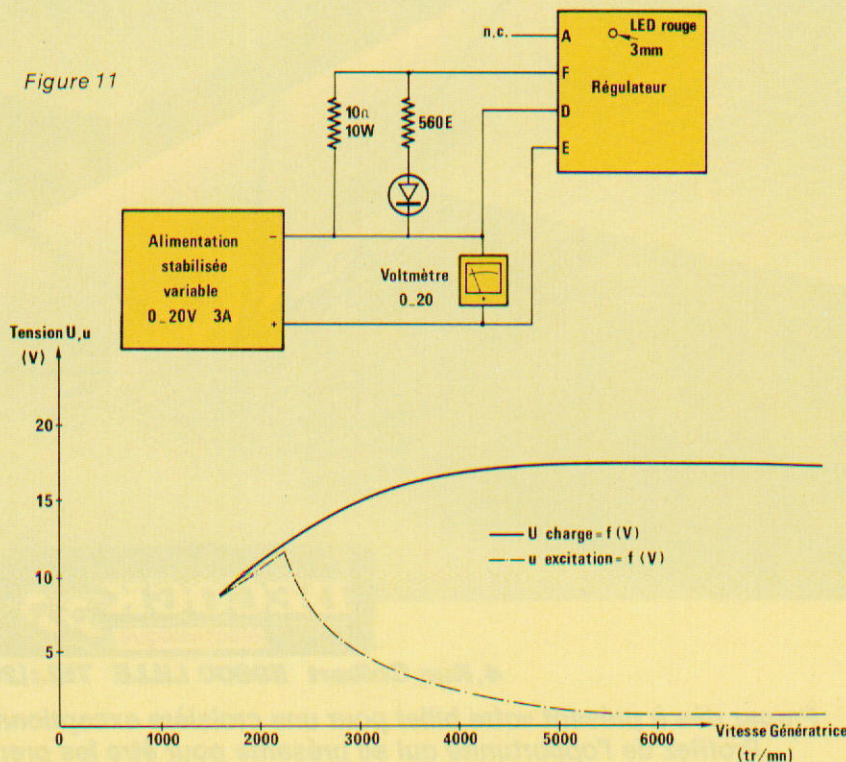 Figure 11
n.c.
A
LED rouge
3mm
F
Régulateur
D
E
10Ω
10W
560E
Alimentation
stabilisée
variable
0_20V 3A
−
+
Voltmètre
0_20
+
Tension U,u
(V)
20
15
10
5
U charge = f (V)
u excitation = f (V)
0
1000
2000
3000
4000
5000
6000
Vitesse Génératrice
(tr/mn)